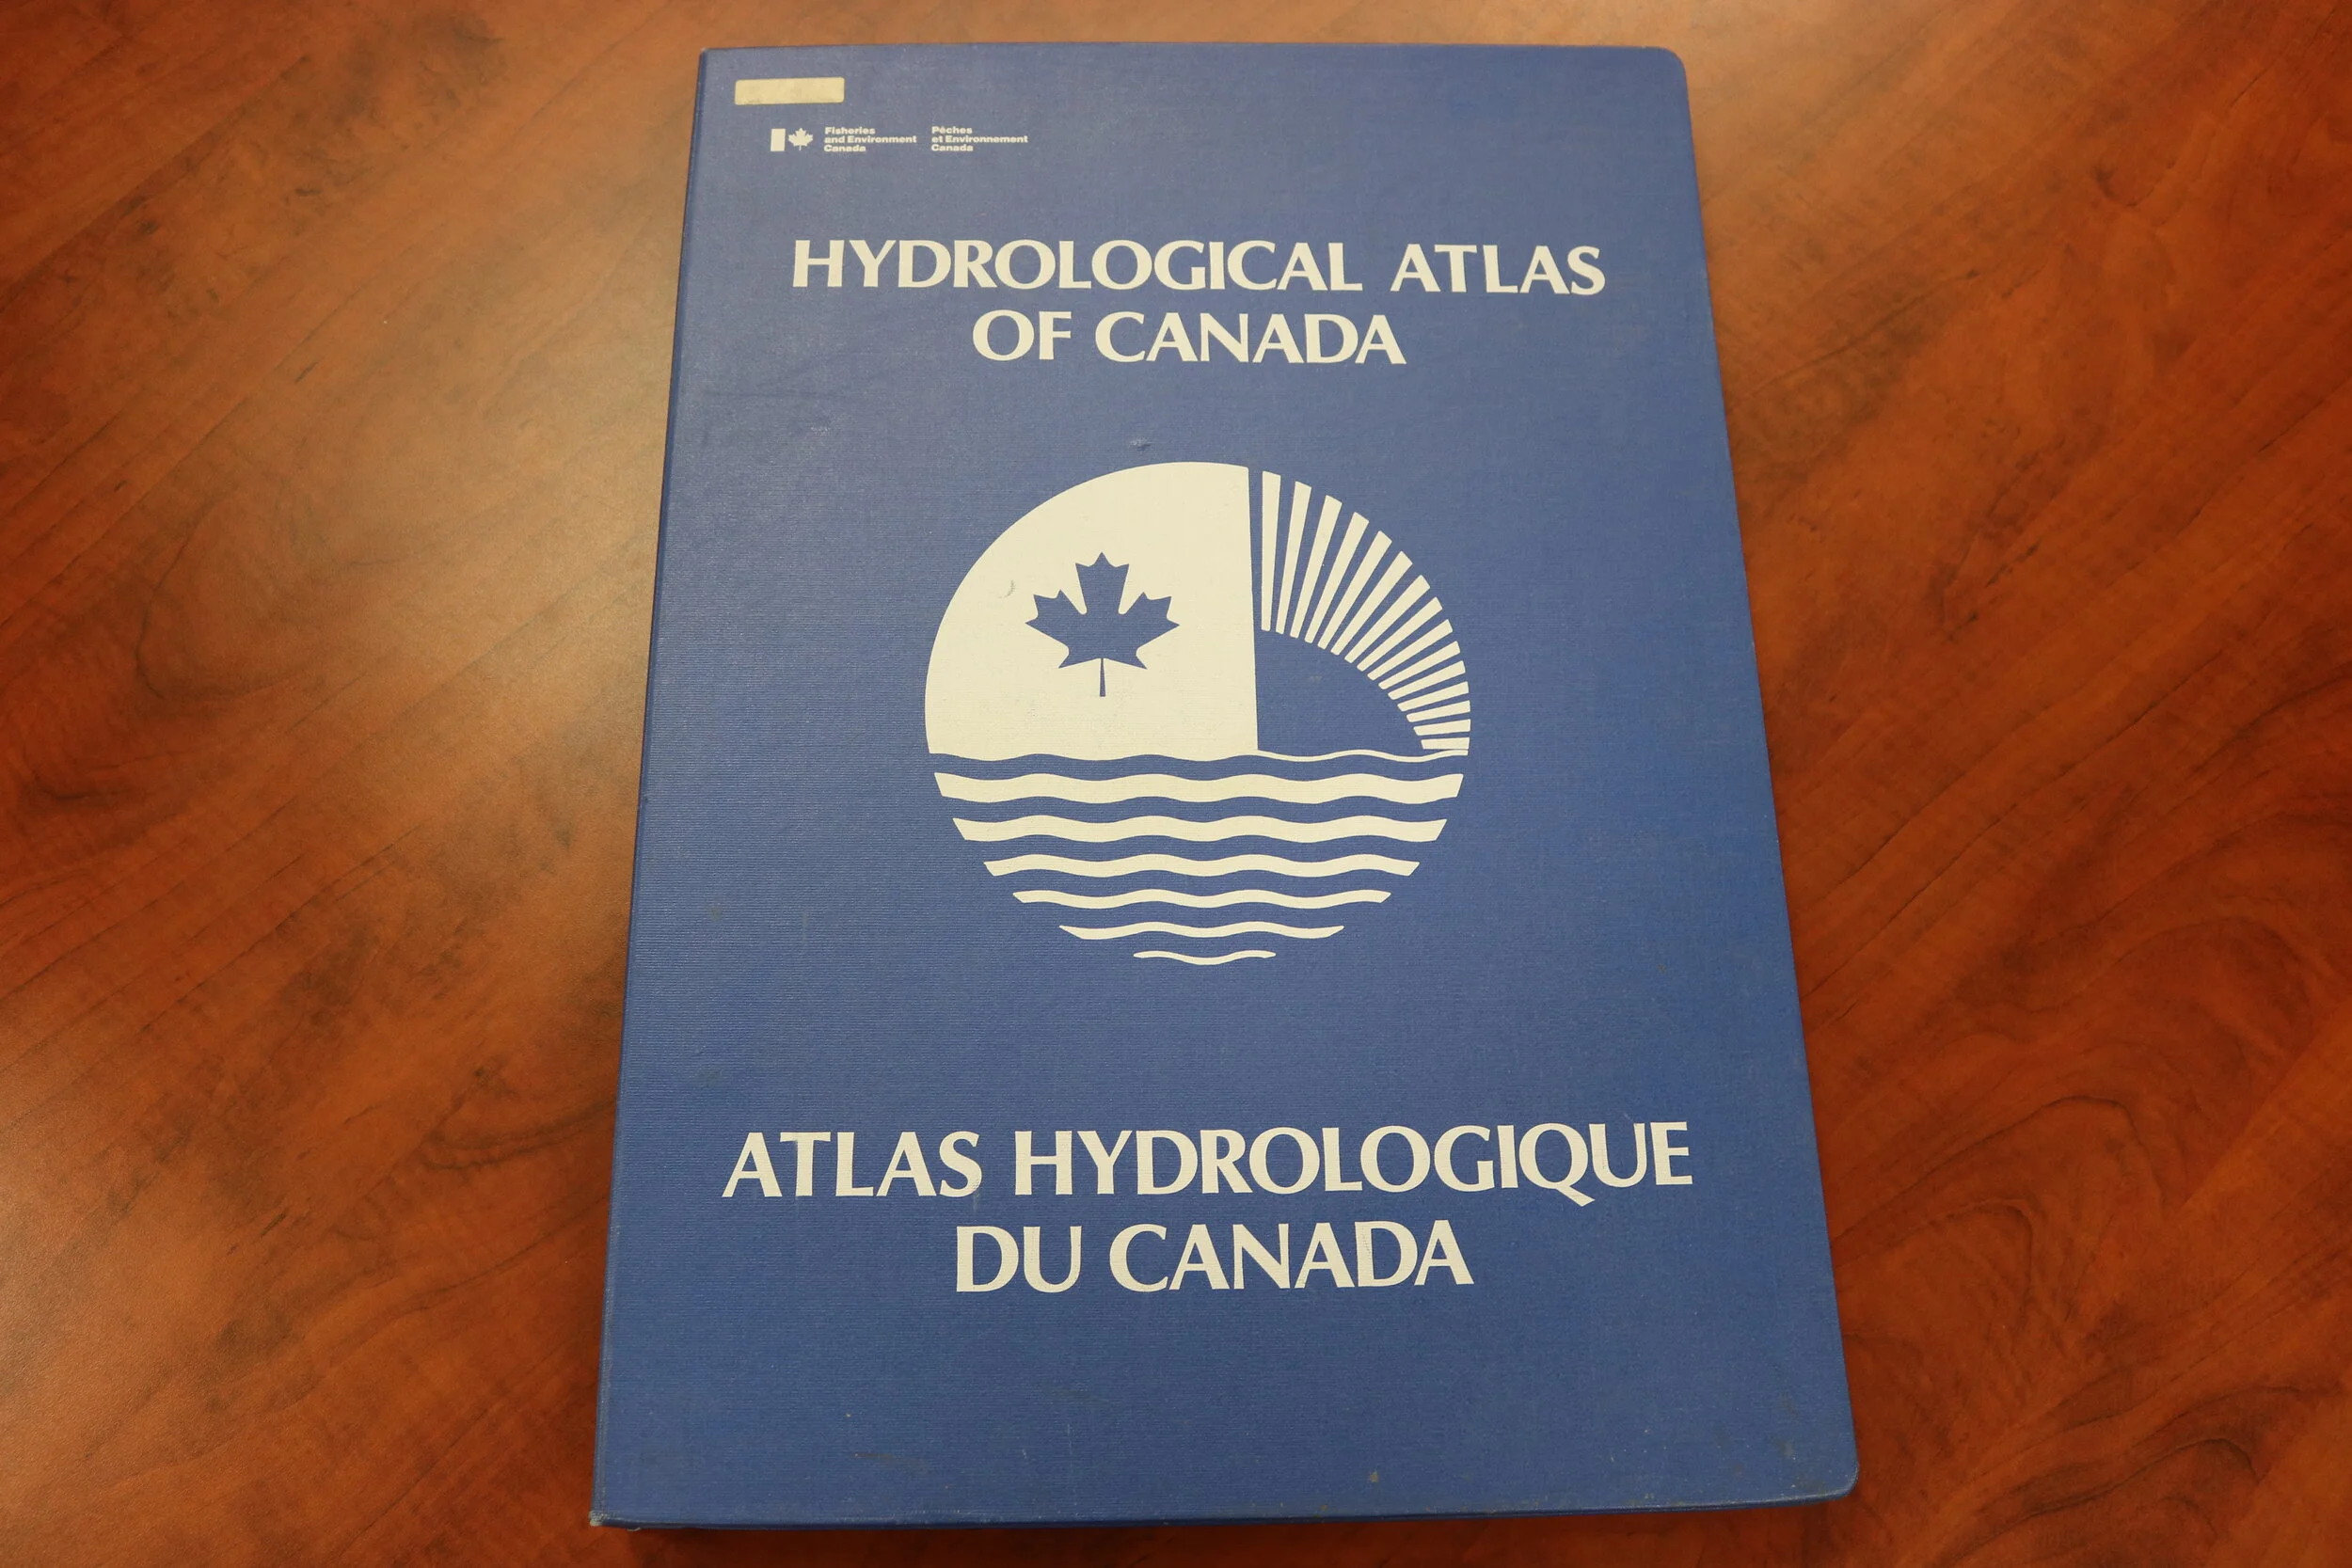 Fisheries
and Environment
Canada
Pêches
et Environnement
Canada
HYDROLOGICAL ATLAS
OF CANADA
ATLAS HYDROLOGIQUE
DU CANADA